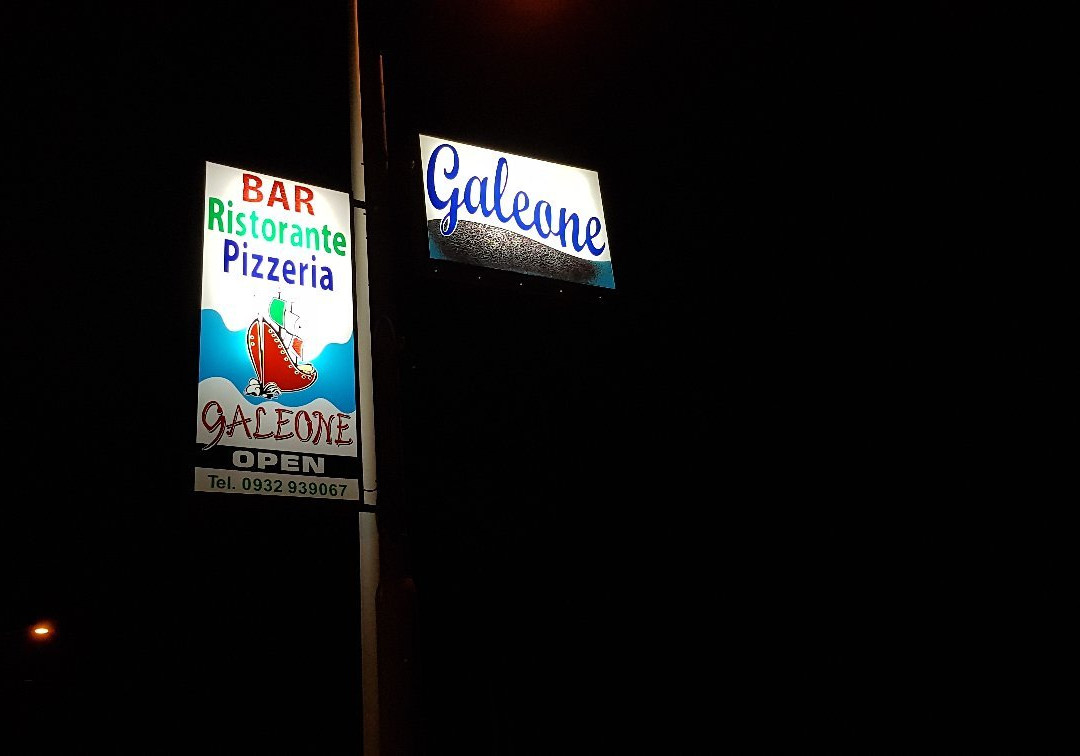 BAR
Ristorante
Pizzeria
GALEONE
OPEN
Tel. 0932 939067
Galeone